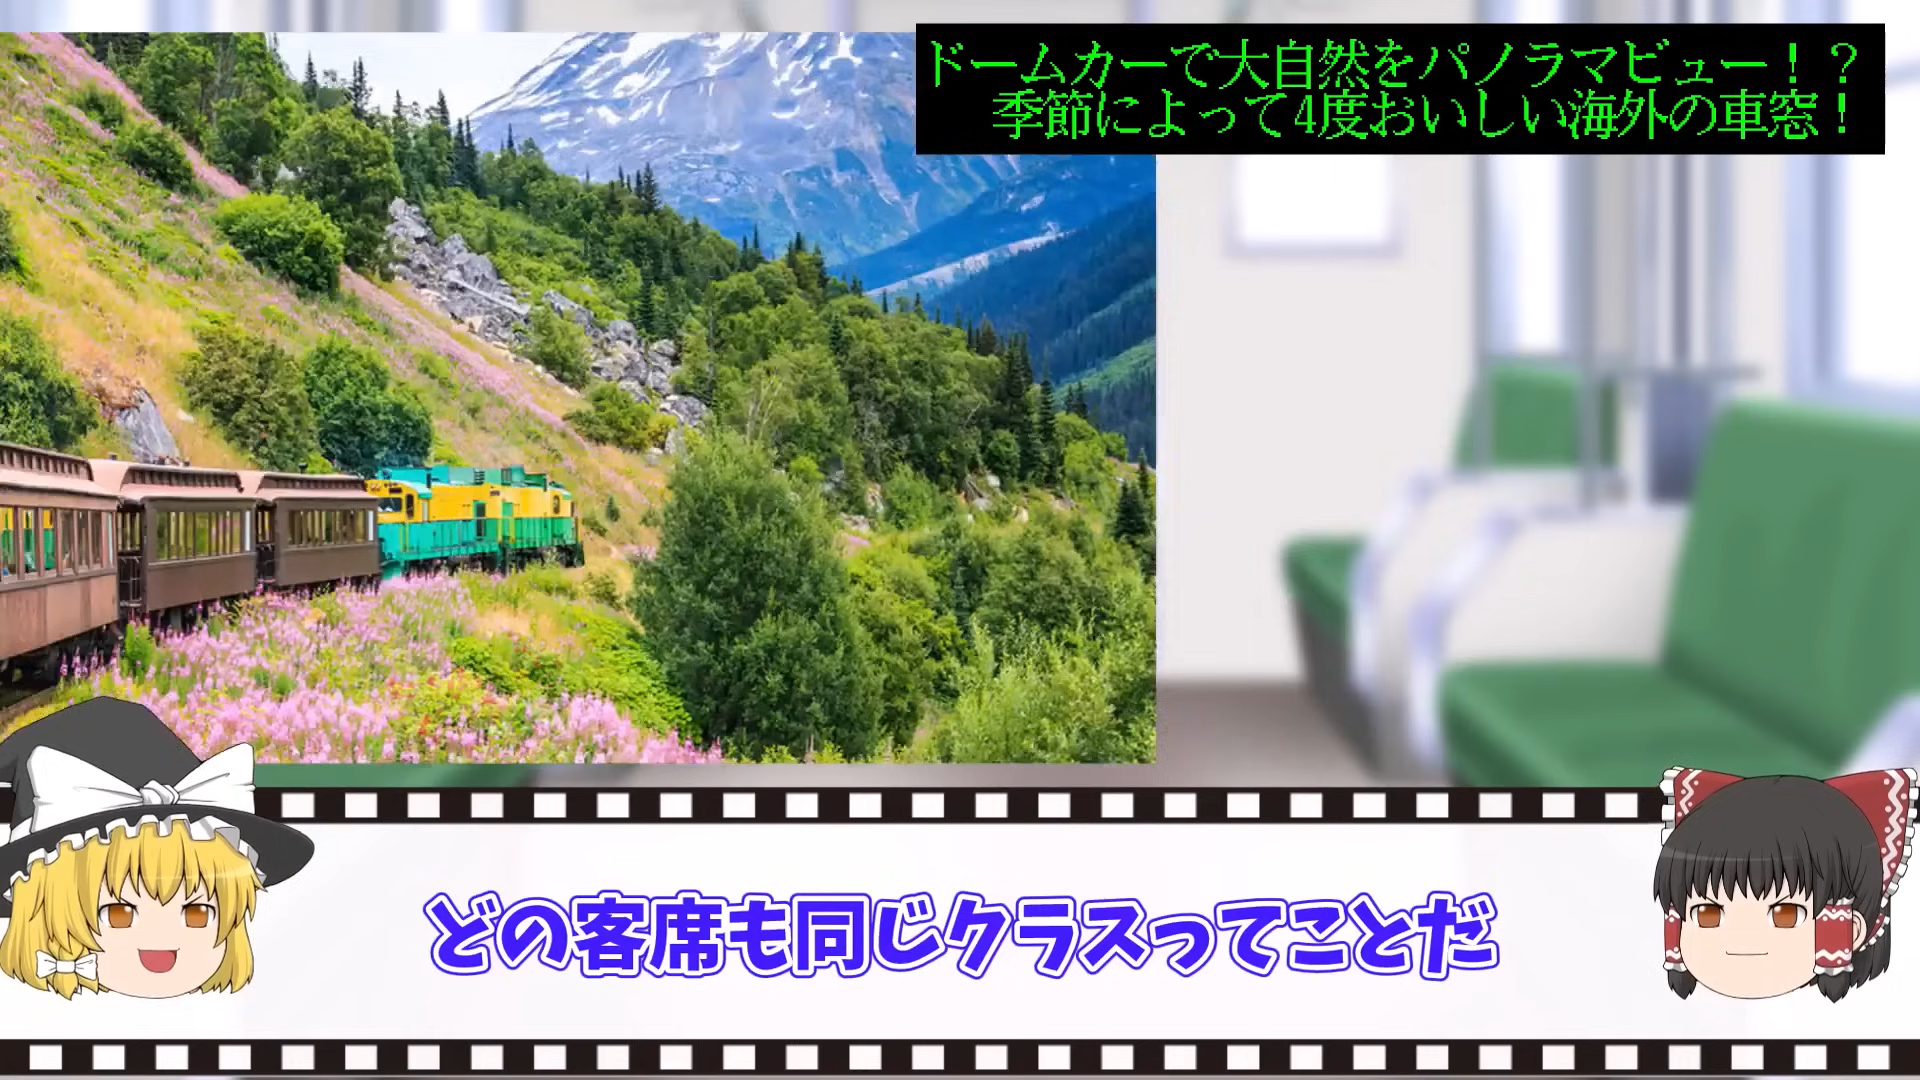 ドームカーで大自然をパノラマビュー！？
季節によって4度おいしい海外の車窓！
どの客席も同じクラスってことだ